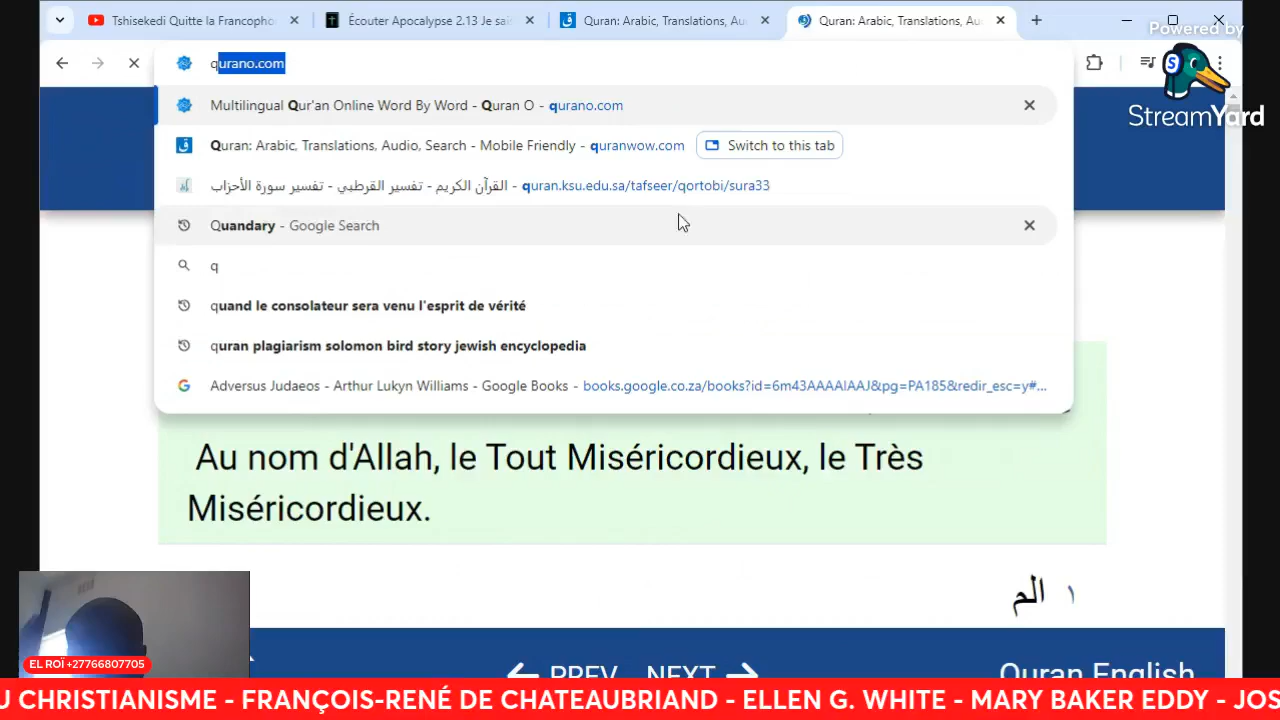 Tshisekedi Quitte la Francopho
Écouter Apocalypse 2.13 Je sai
Quran: Arabic, Translations, Au
Quran: Arabic, Translations, Au
Powered by
StreamYard
qurano.com
Multilingual Qur'an Online Word By Word - Quran O - qurano.com
Quran: Arabic, Translations, Audio, Search - Mobile Friendly - quranwow.com
Switch to this tab
القرآن الكريم - تفسير القرطبي - تفسير سورة الأحزاب - quran.ksu.edu.sa/tafseer/qortobi/sura33
Quandary - Google Search
q
quand le consolateur sera venu l'esprit de vérité
quran plagiarism solomon bird story jewish encyclopedia
Adversus Judaeos - Arthur Lukyn Williams - Google Books - books.google.co.za/books?id=6m43AAAAIAAJ&pg=PA185&redir_esc=y#...
Au nom d'Allah, le Tout Miséricordieux, le Très
Miséricordieux.
١ الم
PREV NEXT
Quran English
EL ROÏ +27766807705
U CHRISTIANISME - FRANÇOIS-RENÉ DE CHATEAUBRIAND - ELLEN G. WHITE - MARY BAKER EDDY - JOS